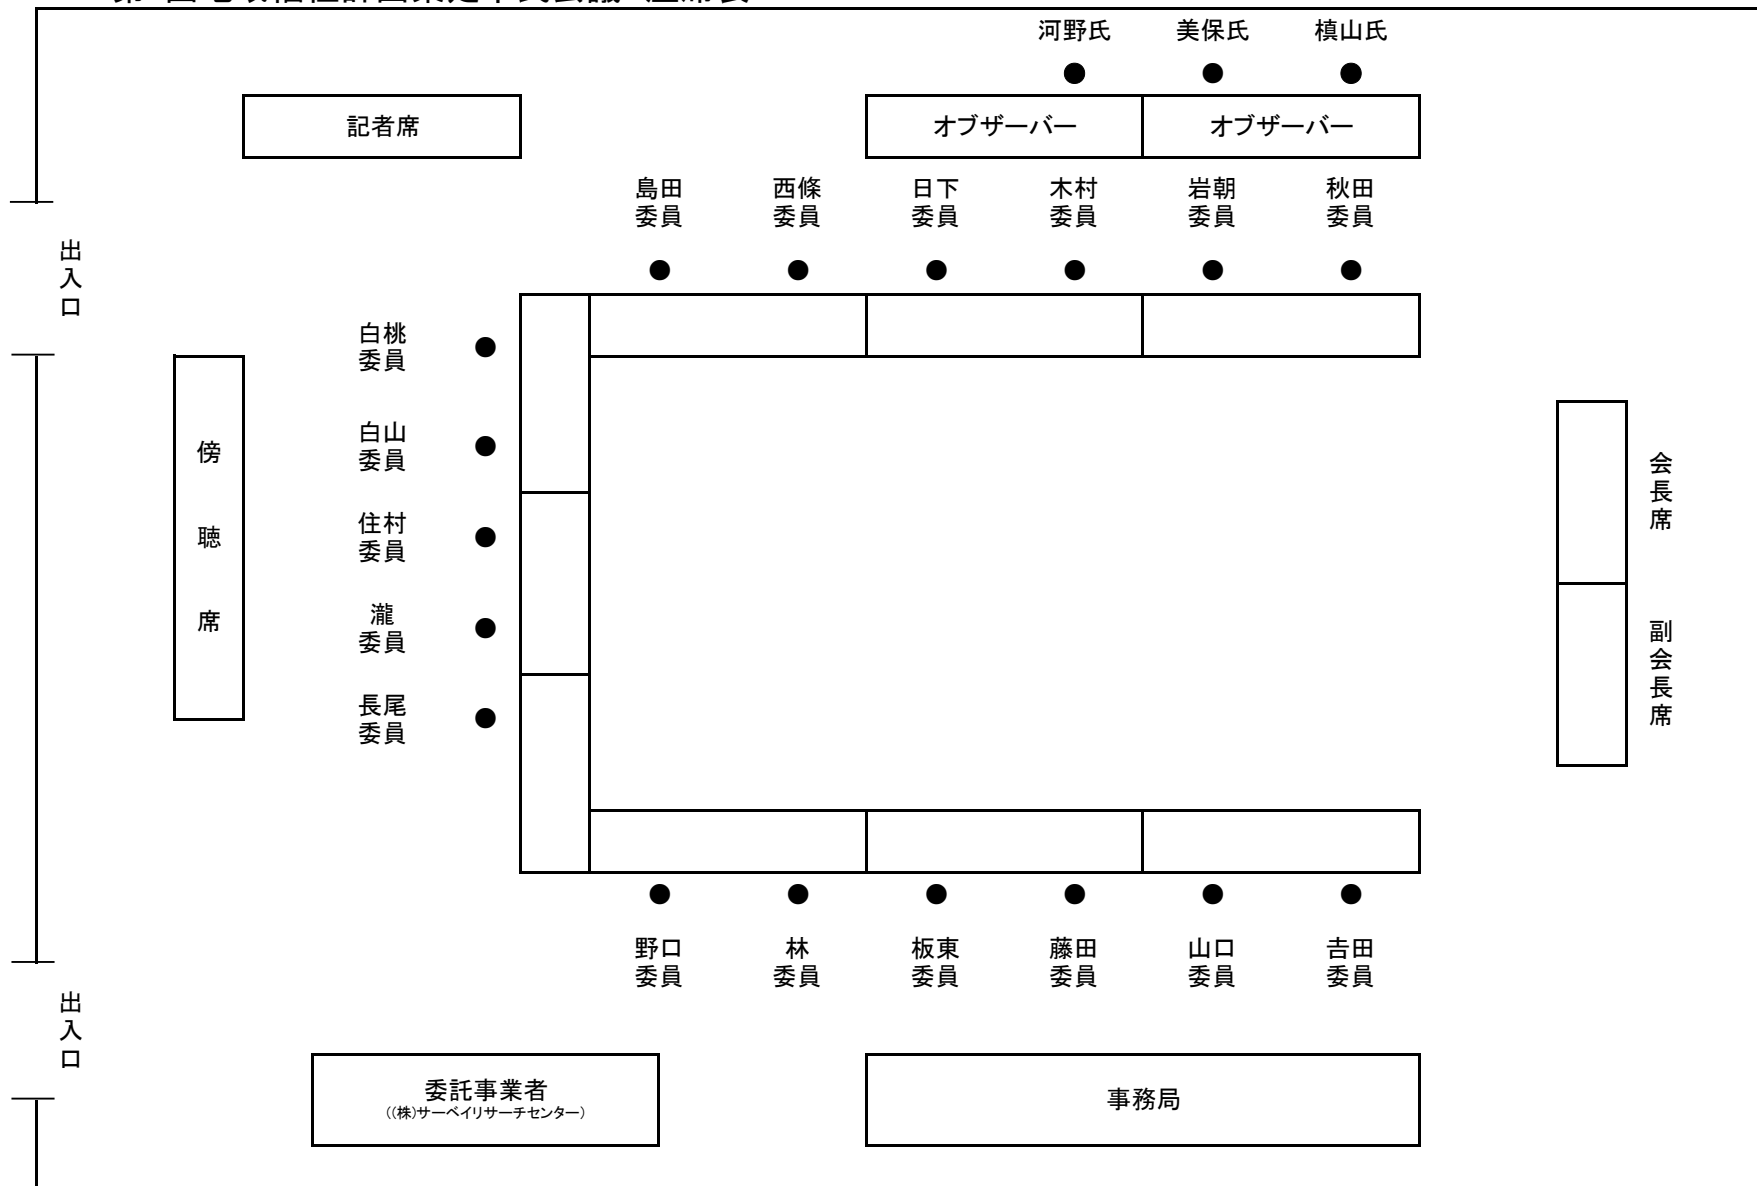 河野氏 美保氏 槙山氏
記者席 オブザーバー オブザーバー
島田 西條 日下 木村 岩朝 秋田
委員 委員 委員 委員 委員 委員
出入口
白桃
委員
白山
委員
住村
委員
瀧
委員
長尾
委員
傍聴席
会長席
副会長席
野口 林 板東 藤田 山口 𠮷田
委員 委員 委員 委員 委員 委員
出入口
委託事業者
((株)サーベイリサーチセンター)
事務局